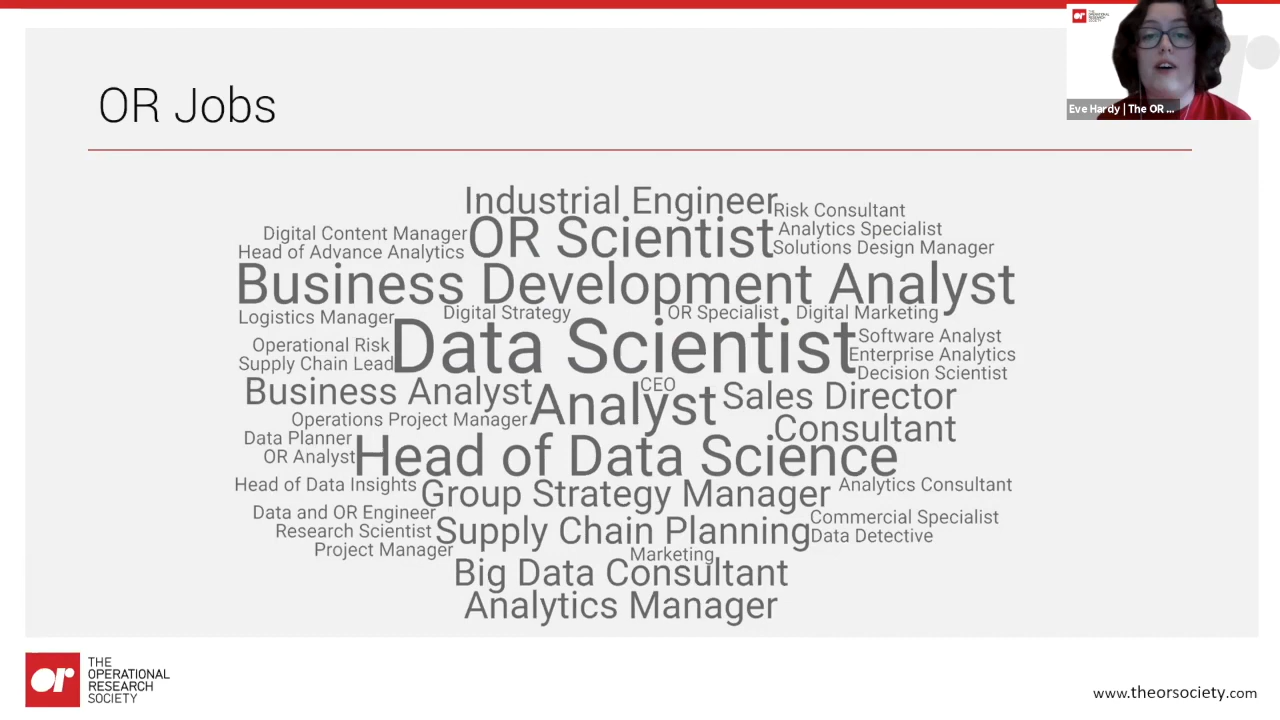 THE
OPERATIONAL
RESEARCH
SOCIETY
Eve Hardy | The OR ...
OR Jobs
Industrial Engineer
Risk Consultant
Digital Content Manager
OR Scientist
Analytics Specialist
Head of Advance Analytics
Solutions Design Manager
Business Development Analyst
Logistics Manager
Digital Strategy
OR Specialist
Digital Marketing
Operational Risk
Data Scientist
Software Analyst
Supply Chain Lead
Enterprise Analytics
Decision Scientist
Business Analyst
CEO
Analyst
Sales Director
Operations Project Manager
Consultant
Data Planner
OR Analyst
Head of Data Science
Head of Data Insights
Group Strategy Manager
Analytics Consultant
Data and OR Engineer
Research Scientist
Supply Chain Planning
Commercial Specialist
Data Detective
Project Manager
Marketing
Big Data Consultant
Analytics Manager
or
THE
OPERATIONAL
RESEARCH
SOCIETY
www.theorsociety.com